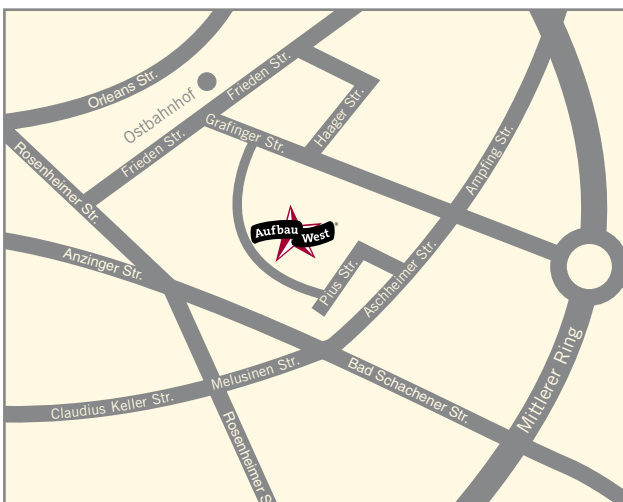 Orleans Str.
Ostbahnhof
Frieden Str.
Frieden Str.
Grafinger Str.
Haager Str.
Ampfing Str.
Rosenheimer Str.
Aufbau
West
®
Anzinger Str.
Pius Str.
Aschheimer Str.
Mittlerer Ring
Melusinen Str.
Bad Schachener Str.
Claudius Keller Str.
Rosenheimer S